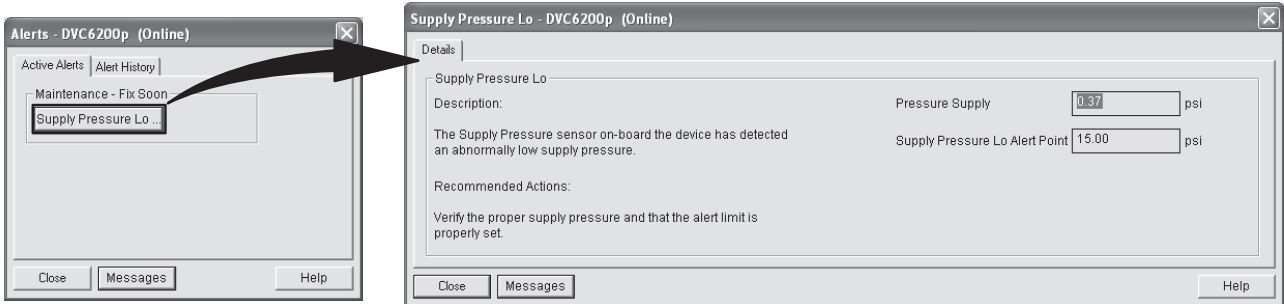 Alerts - DVC6200p (Online)
Active Alerts
Alert History
Maintenance - Fix Soon
Supply Pressure Lo ...
Close
Messages
Help
Supply Pressure Lo - DVC6200p (Online)
Details
Supply Pressure Lo
Description:
The Supply Pressure sensor on-board the device has detected
an abnormally low supply pressure.
Recommended Actions:
Verify the proper supply pressure and that the alert limit is
properly set.
Pressure Supply 0.37 psi
Supply Pressure Lo Alert Point 15.00 psi
Close
Messages
Help